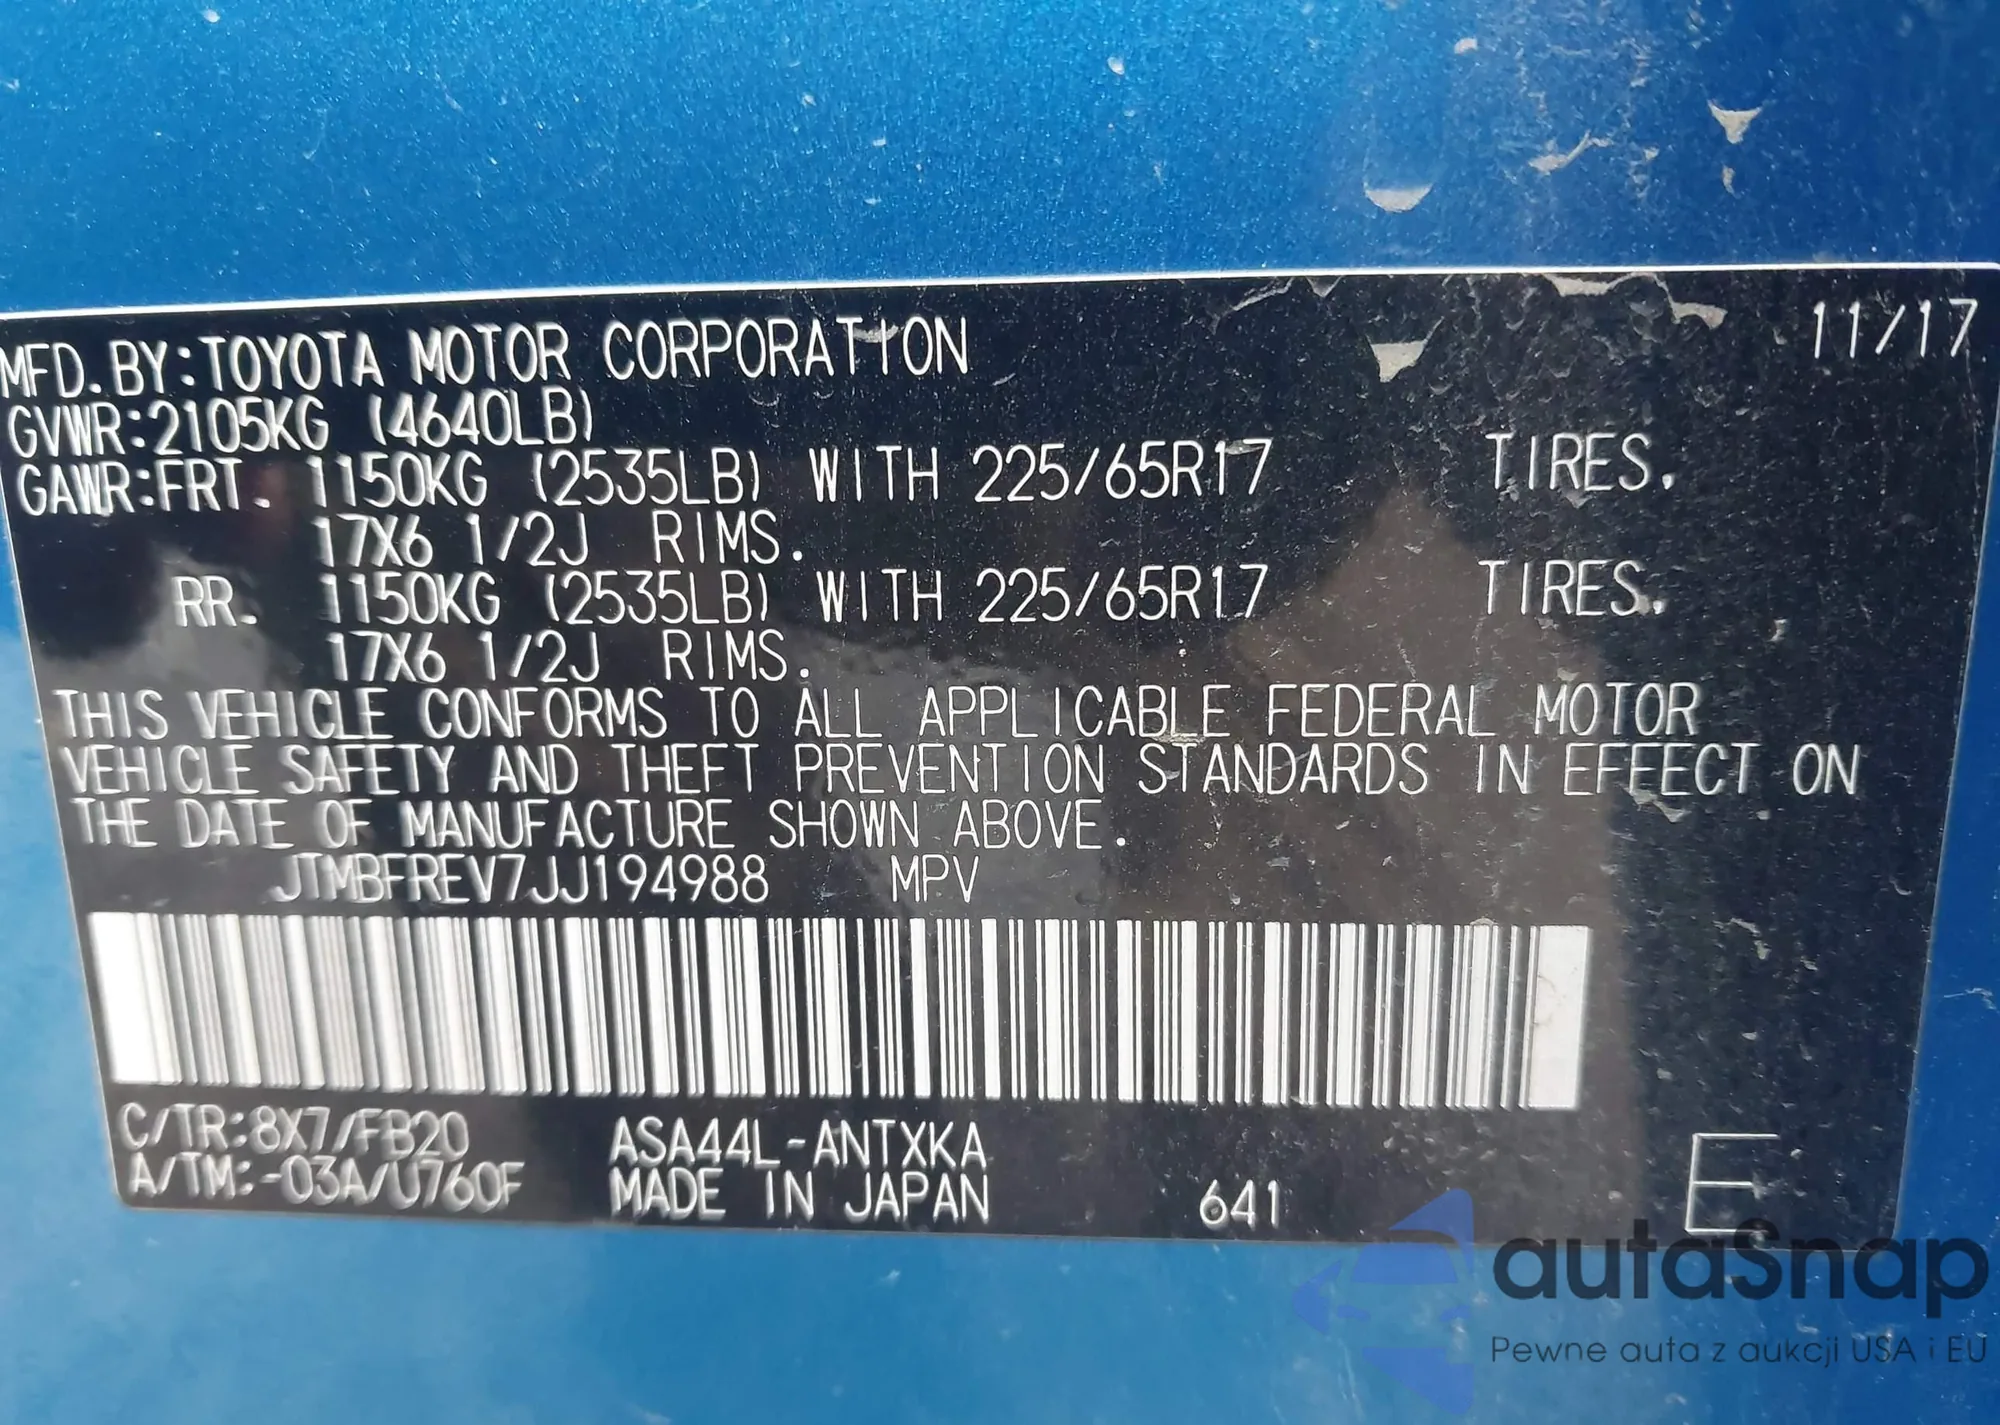 11/17
MFD.BY:TOYOTA MOTOR CORPORATION
GVWR:2105KG (4640LB)
GAWR:FRT. 1150KG (2535LB) WITH 225/65R17 TIRES.
17X6 1/2J RIMS.
RR. 1150KG (2535LB) WITH 225/65R17 TIRES.
17X6 1/2J RIMS.
THIS VEHICLE CONFORMS TO ALL APPLICABLE FEDERAL MOTOR
VEHICLE SAFETY AND THEFT PREVENTION STANDARDS IN EFFECT ON
THE DATE OF MANUFACTURE SHOWN ABOVE.
JTMBFREV7JJ194988 MPV
C/TR:8X7/FB20 ASA44L-ANTXKA
A/TM:-03A/U760F MADE IN JAPAN 641 E
autaSnap
Pewne auta z aukcji USA i EU